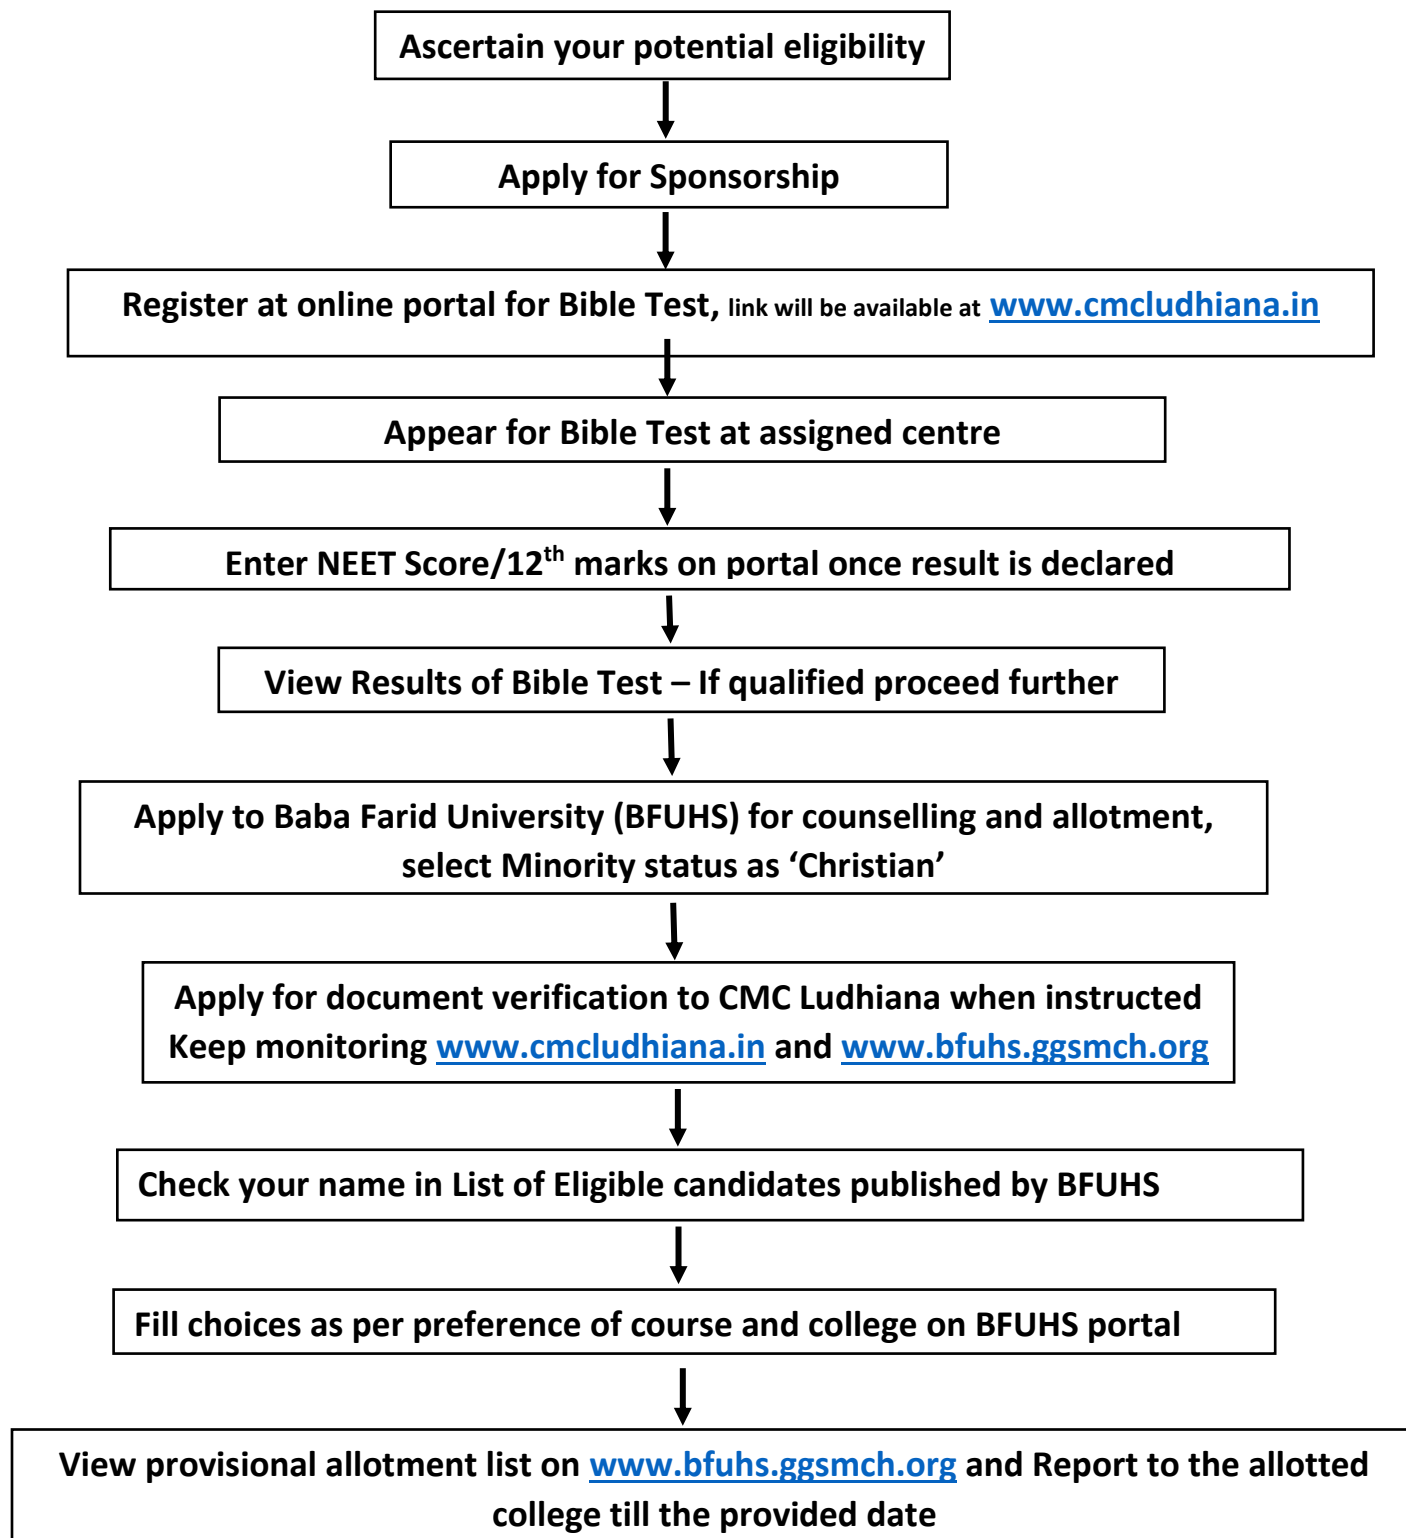 Ascertain your potential eligibility
Apply for Sponsorship
Register at online portal for Bible Test, link will be available at www.cmcludhiana.in
Appear for Bible Test at assigned centre
Enter NEET Score/12th marks on portal once result is declared
View Results of Bible Test – If qualified proceed further
Apply to Baba Farid University (BFUHS) for counselling and allotment,
select Minority status as ‘Christian’
Apply for document verification to CMC Ludhiana when instructed
Keep monitoring www.cmcludhiana.in and www.bfuhs.ggsmch.org
Check your name in List of Eligible candidates published by BFUHS
Fill choices as per preference of course and college on BFUHS portal
View provisional allotment list on www.bfuhs.ggsmch.org and Report to the allotted
college till the provided date